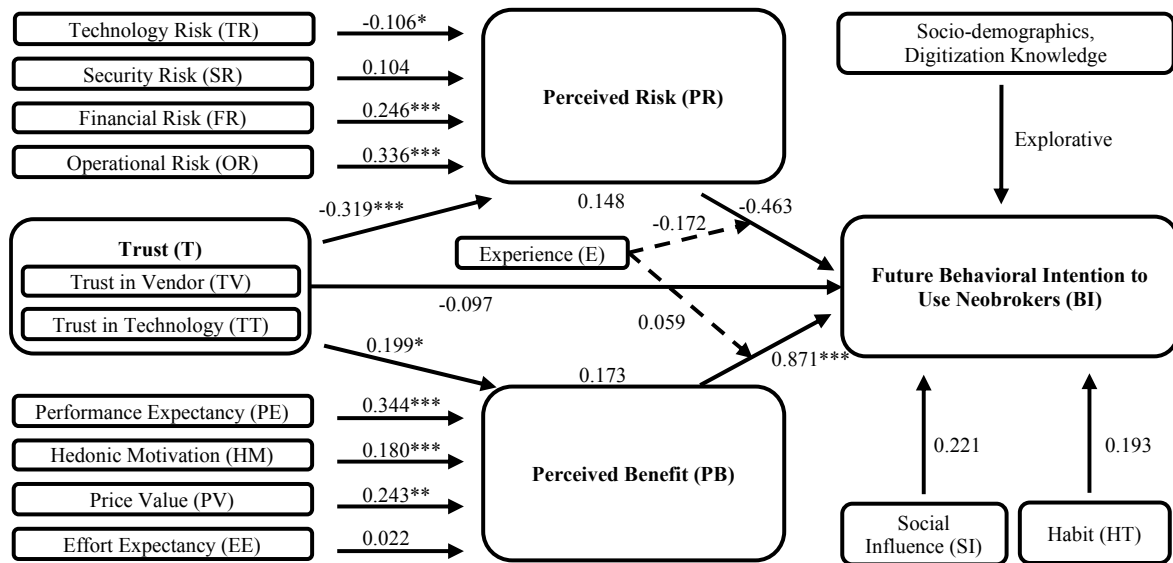 Technology Risk (TR)
-0.106*
Security Risk (SR)
0.104
Financial Risk (FR)
0.246***
Operational Risk (OR)
0.336***
Perceived Risk (PR)
Socio-demographics,
Digitization Knowledge
Explorative
-0.319***
0.148
-0.463
-0.172
Trust (T)
Trust in Vendor (TV)
Trust in Technology (TT)
Experience (E)
-0.097
0.059
Future Behavioral Intention to
Use Neobrokers (BI)
0.199*
0.173
0.871***
Performance Expectancy (PE)
0.344***
Hedonic Motivation (HM)
0.180***
Price Value (PV)
0.243**
Effort Expectancy (EE)
0.022
Perceived Benefit (PB)
0.221
0.193
Social
Influence (SI)
Habit (HT)